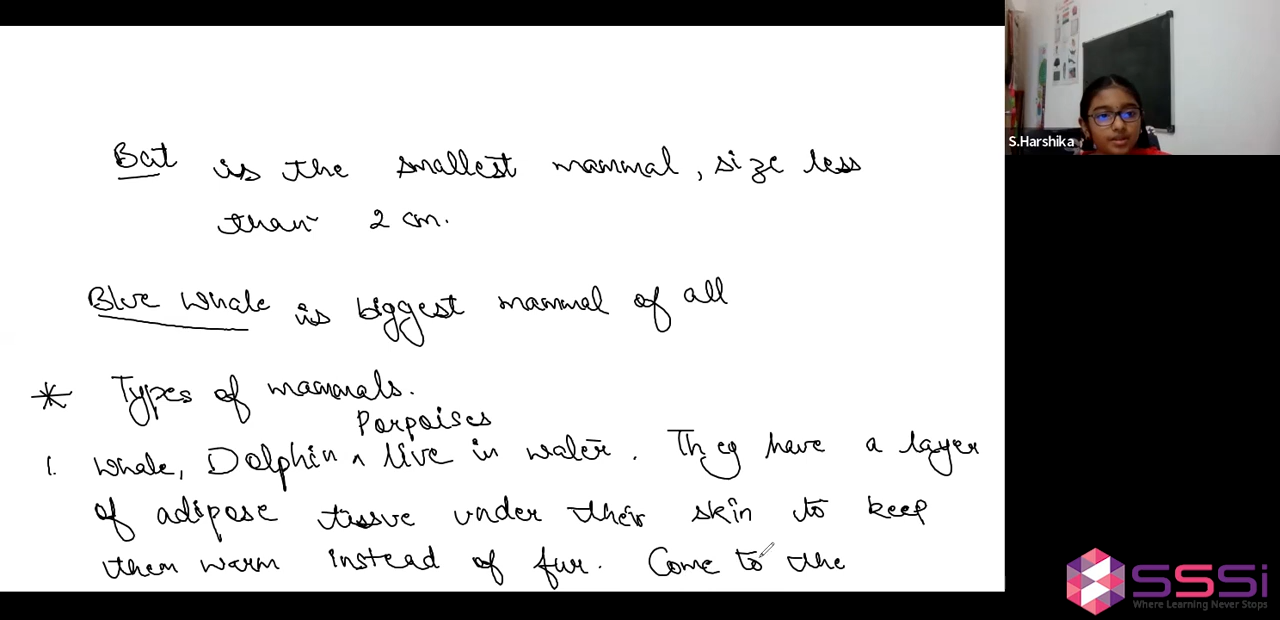 Bat is the smallest mammal, size less
than 2 cm.
Blue Whale is biggest mammal of all
* Types of mammals.
Porpoises
1. Whale, Dolphin ^ live in water. They have a layer
of adipose tissue under their skin to keep
them warm instead of fur. Come to the
S.Harshika
SSSi
Where Learning Never Stops